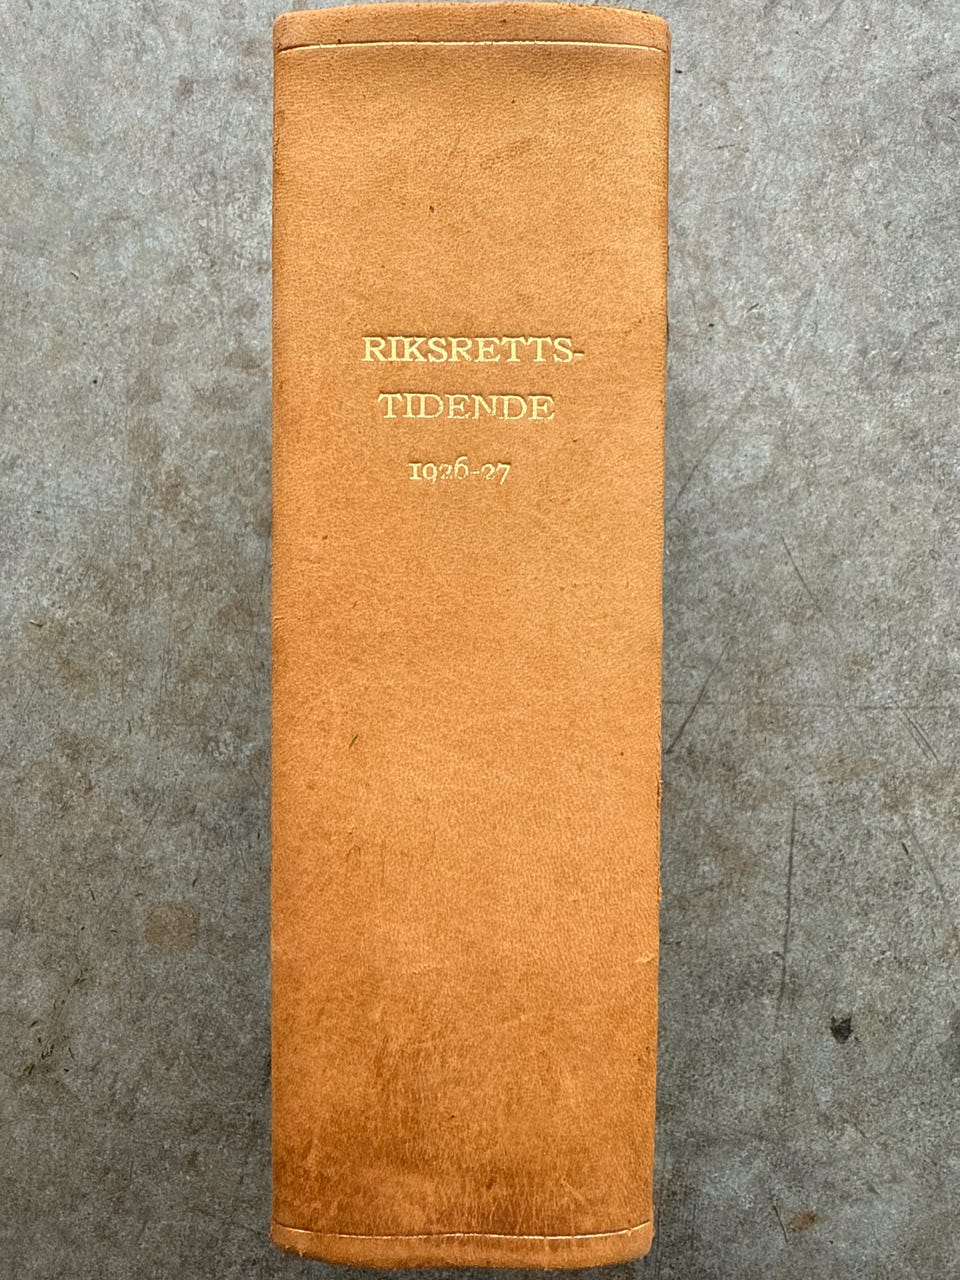 RIKSRETTS-
TIDENDE
1926-27